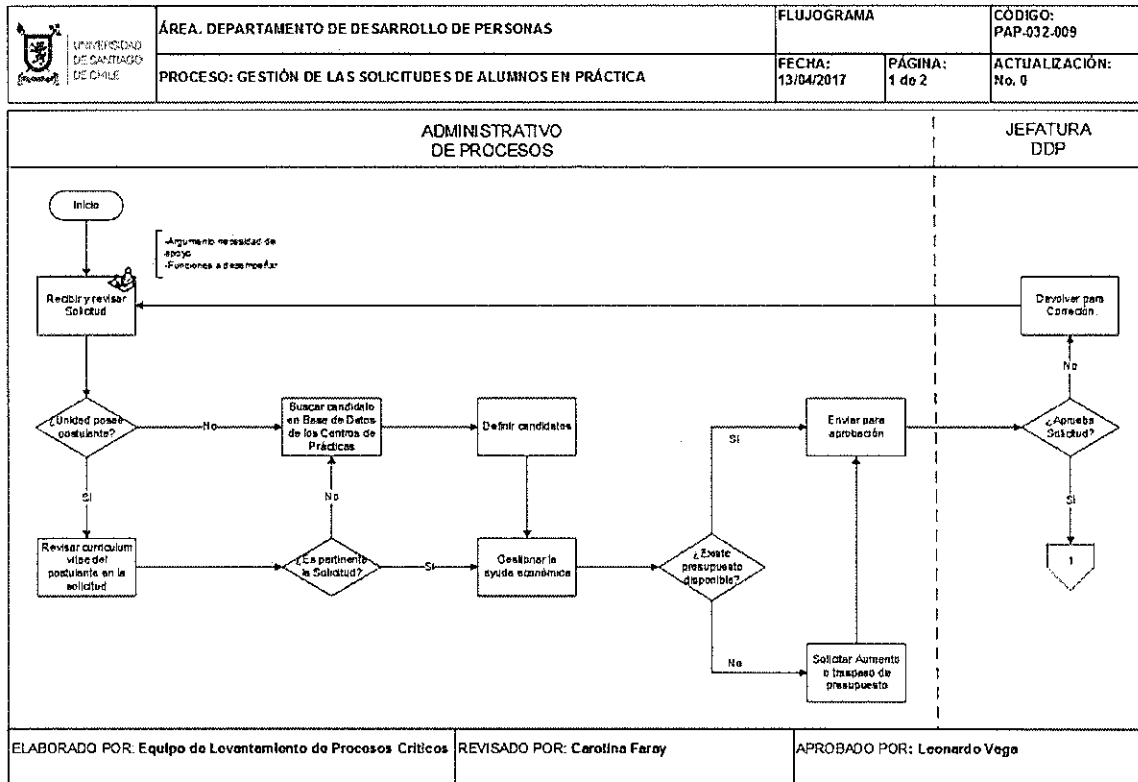 UNIVERSIDAD
DE SANTIAGO
DE CHILE
ÁREA. DEPARTAMENTO DE DESARROLLO DE PERSONAS
FLUJOGRAMA
CÓDIGO:
PAP-032-009
PROCESO: GESTIÓN DE LAS SOLICITUDES DE ALUMNOS EN PRÁCTICA
FECHA:
13/04/2017
PÁGINA:
1 de 2
ACTUALIZACIÓN:
No. 0
ADMINISTRATIVO
DE PROCESOS
JEFATURA
DDP
Inicio
-Argumento necesidad de
apoyo
-Funciones a desempeñar
Recibir y revisar
Solicitud
Devolver para
Correción.
No
¿Unidad posee
postulante?
No
Buscar candidato
en Base de Datos
de los Centros de
Prácticas
Definir candidatos
Si
Enviar para
aprobación
¿Aprueba
Solicitud?
Si
No
Si
Revisar curriculum
vitae del
postulante en la
solicitud
¿Es pertinente
la Solicitud?
Si
Gestionar la
ayuda económica
¿Existe
presupuesto
disponible?
1
No
Solicitar Aumento
o traspaso de
presupuesto
ELABORADO POR: Equipo de Levantamiento de Procesos Críticos
REVISADO POR: Carolina Faray
APROBADO POR: Leonardo Vega